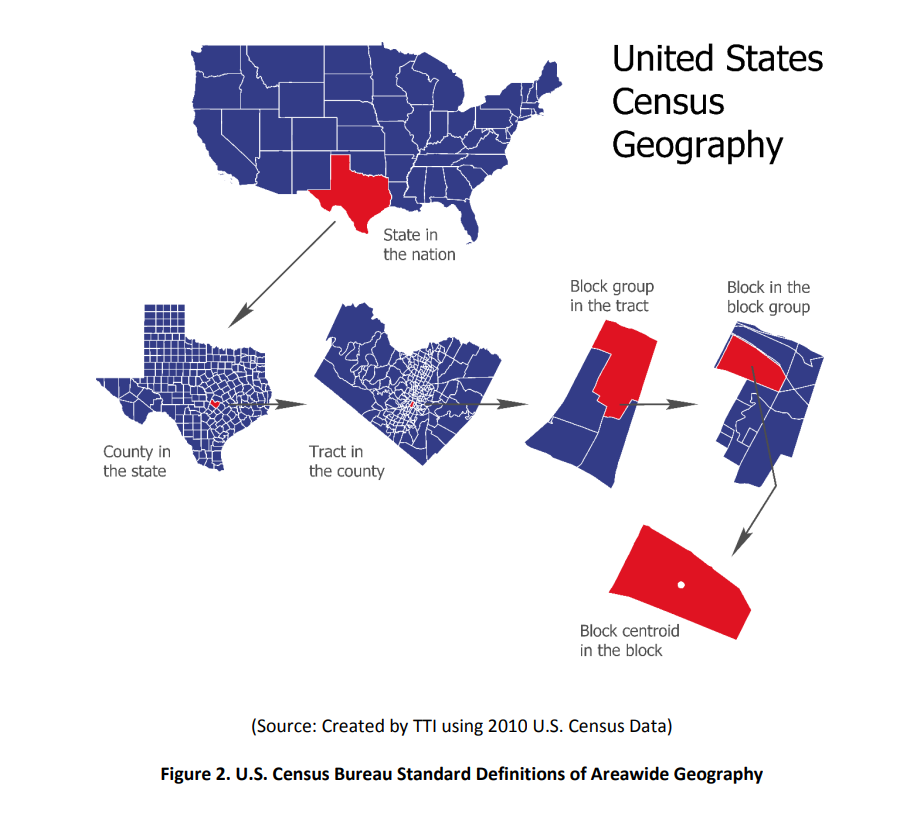 United States
Census
Geography
State in
the nation
Block group
in the tract
Block in the
block group
County in
the state
Tract in
the county
Block centroid
in the block
(Source: Created by TTI using 2010 U.S. Census Data)
Figure 2. U.S. Census Bureau Standard Definitions of Areawide Geography